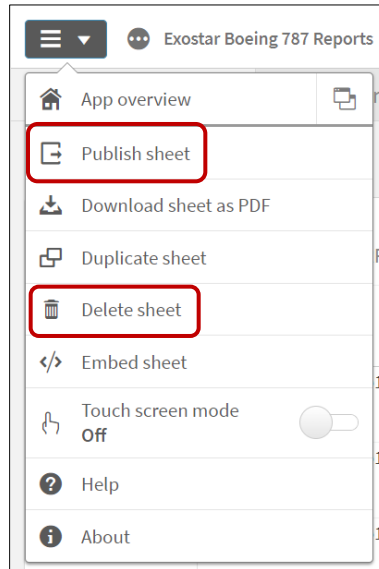 Exostar Boeing 787 Reports
App overview
Publish sheet
Download sheet as PDF
Duplicate sheet
Delete sheet
Embed sheet
Touch screen mode
Off
Help
About